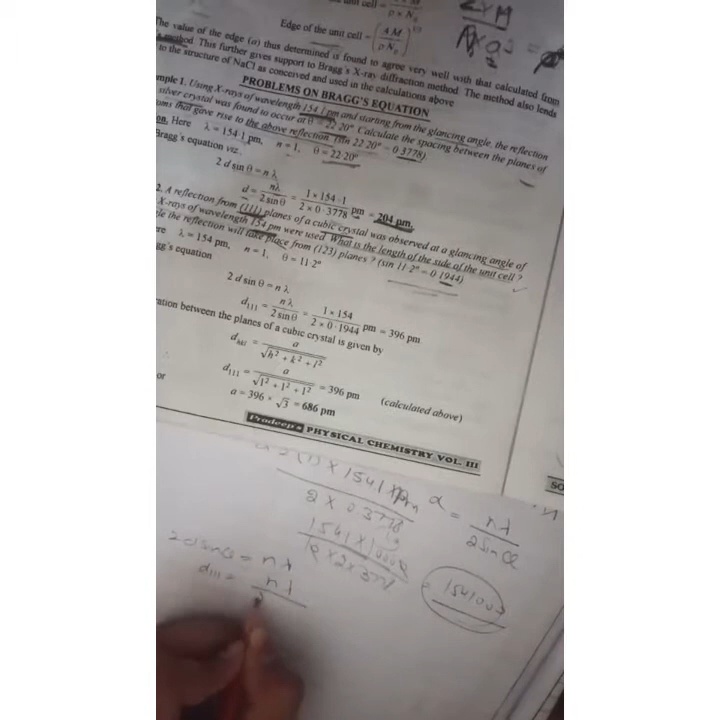 Edge of the unit cell = (AM / ρ N₀)^1/3
The value of the edge (a) thus determined is found to agree very well with that calculated from
method. This further gives support to Bragg's X-ray diffraction method. The method also lends
to the structure of NaCl as conceived and used in the calculations above
PROBLEMS ON BRAGG'S EQUATION
mple 1. Using X-rays of wavelength 154·1 pm and starting from the glancing angle, the reflection
silver crystal was found to occur at θ = 22·20°. Calculate the spacing between the planes of
oms that gave rise to the above reflection. (sin 22·20° = 0·3778)
on. Here λ = 154·1 pm, n = 1, θ = 22·20°
Bragg's equation viz.
2 d sin θ = n λ
d = nλ / 2 sin θ = 1 × 154·1 / 2 × 0·3778 pm = 204 pm.
2. A reflection from (111) planes of a cubic crystal was observed at a glancing angle of
X-rays of wavelength 154 pm were used. What is the length of the side of the unit cell ?
gle the reflection will take place from (123) planes ? (sin 11·2° = 0·1944)
re λ = 154 pm, n = 1, θ = 11·2°
gg's equation
2 d sin θ = n λ
d111 = n λ / 2 sin θ = 1 × 154 / 2 × 0·1944 pm = 396 pm
ration between the planes of a cubic crystal is given by
dhkl = a / √h² + k² + l²
d111 = a / √1² + 1² + 1² = 396 pm (calculated above)
or a = 396 × √3 = 686 pm
Pradeep's PHYSICAL CHEMISTRY VOL. III
SO
2 × 0.3778
d = nλ / 2 sin θ
2d sin θ = nλ
d111 = nλ